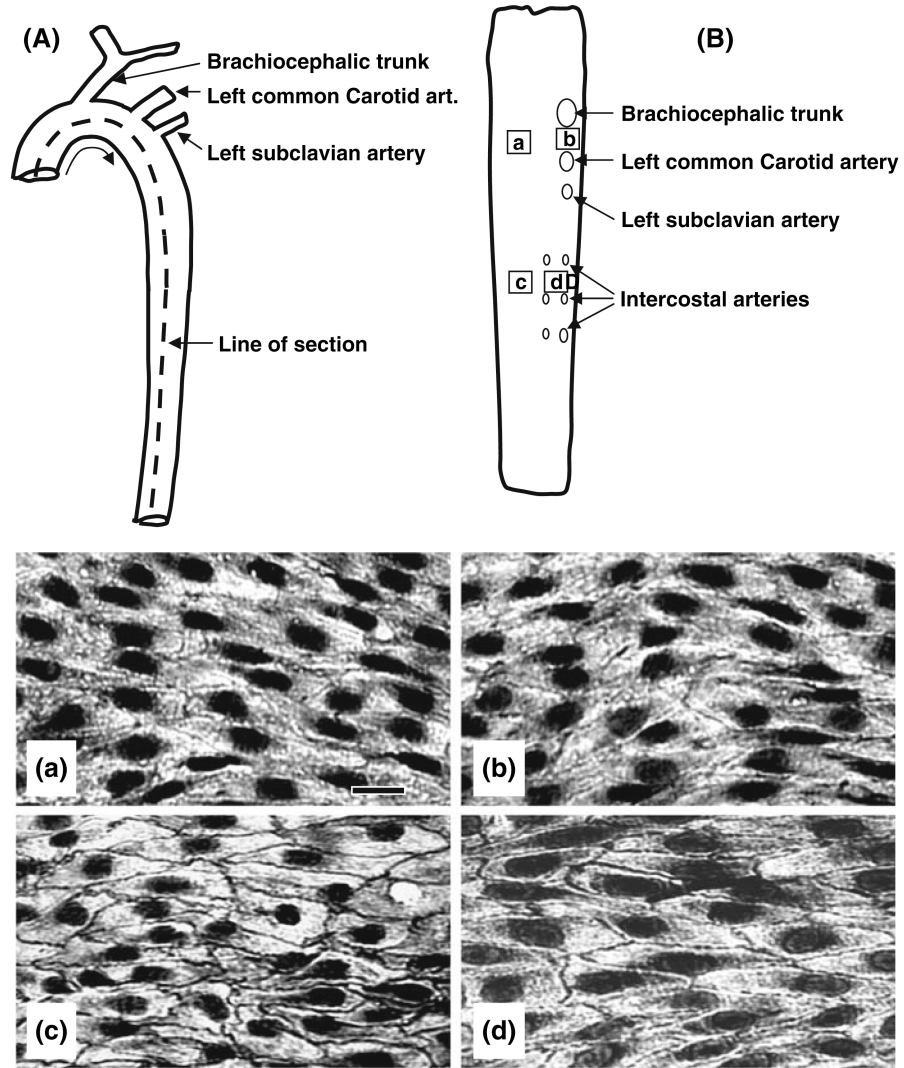 (A)
Brachiocephalic trunk
Left common Carotid art.
Left subclavian artery
Line of section
(B)
Brachiocephalic trunk
a
b
Left common Carotid artery
Left subclavian artery
c
dD
Intercostal arteries
(a)
(b)
(c)
(d)